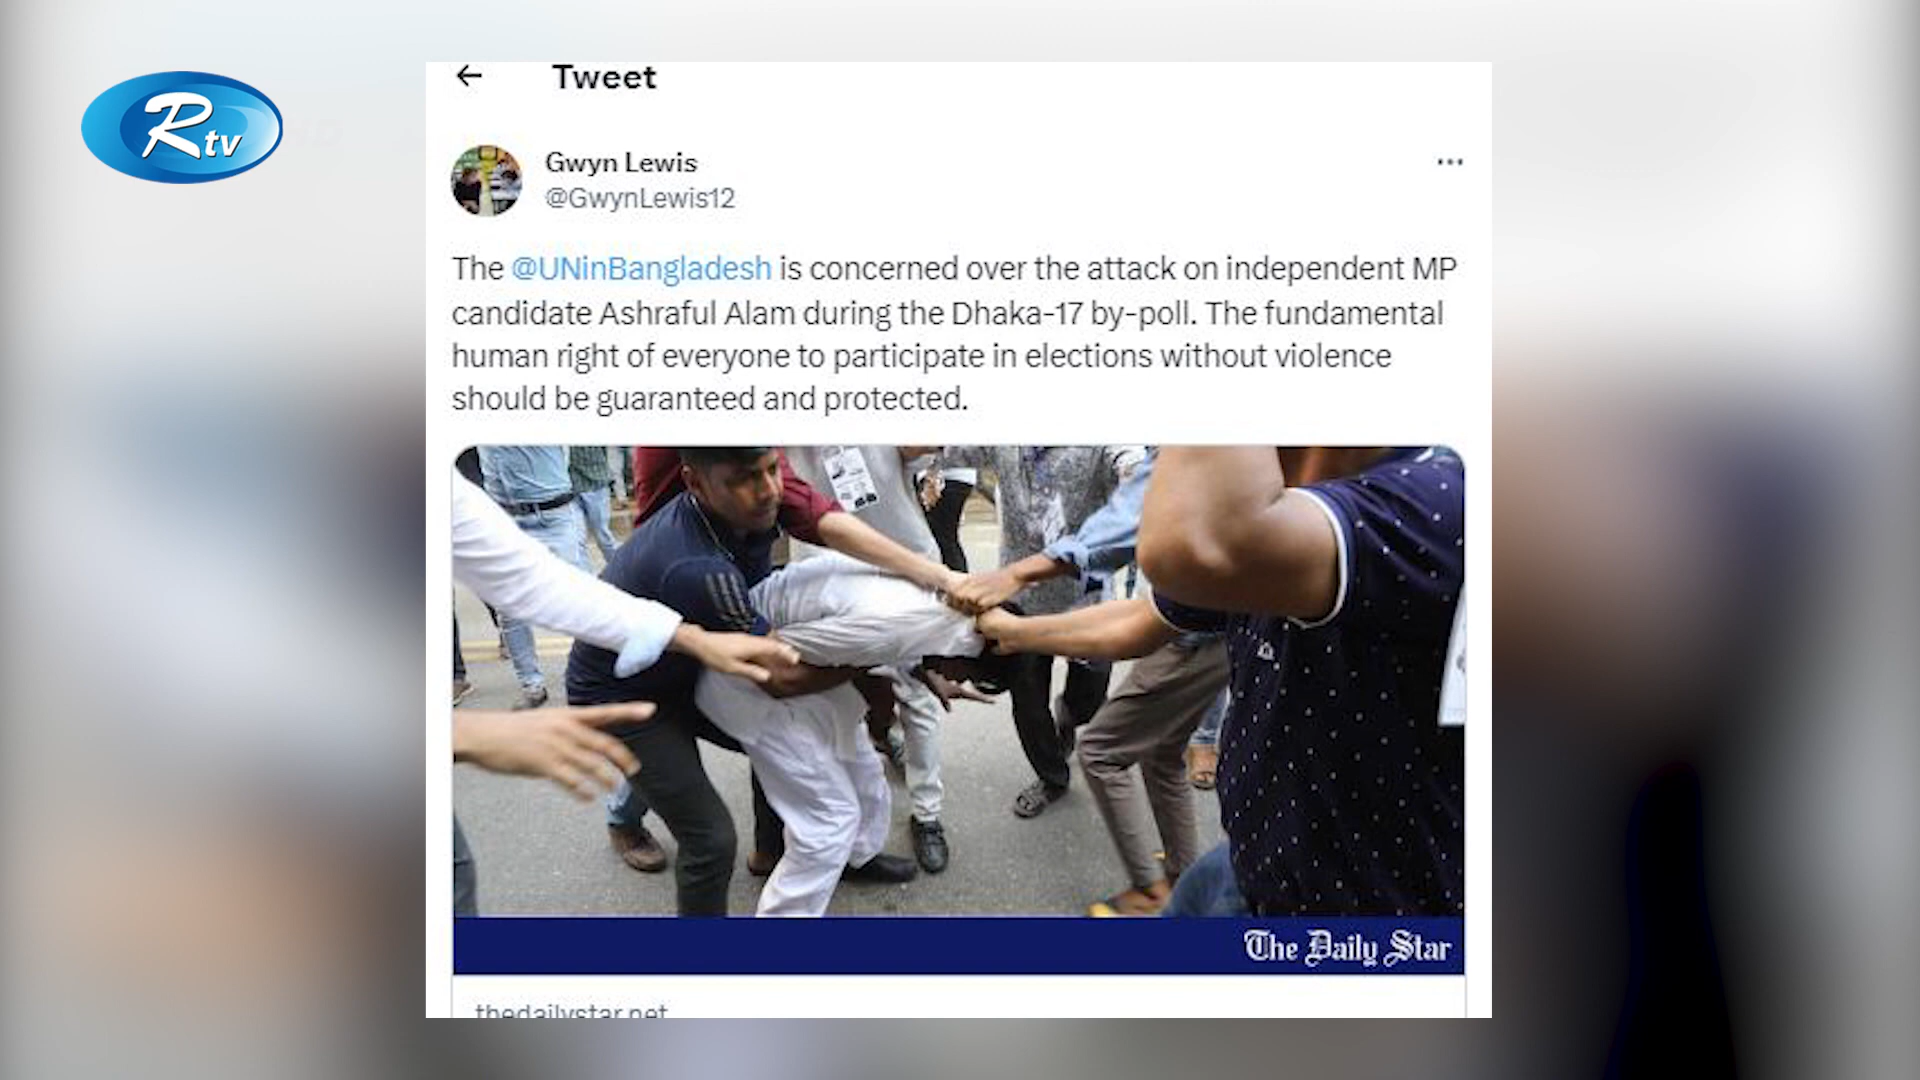 Rtv
Tweet
Gwyn Lewis
@GwynLewis12
The @UNinBangladesh is concerned over the attack on independent MP
candidate Ashraful Alam during the Dhaka-17 by-poll. The fundamental
human right of everyone to participate in elections without violence
should be guaranteed and protected.
The Daily Star
thedailystar.net